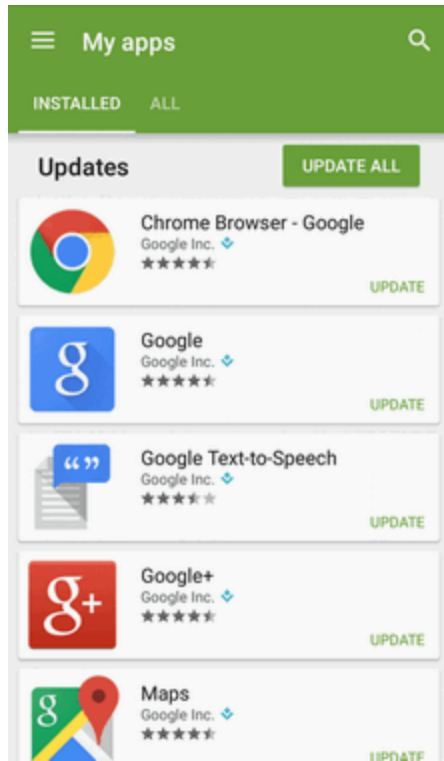 My apps
INSTALLED ALL
Updates UPDATE ALL
Chrome Browser - Google
Google Inc.
UPDATE
g
Google
Google Inc.
UPDATE
“ ”
Google Text-to-Speech
Google Inc.
UPDATE
g+
Google+
Google Inc.
UPDATE
g
Maps
Google Inc.
UPDATE